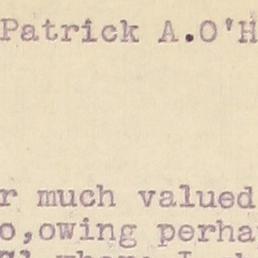 Patrick A.O'H
r much valued
o,owing perha